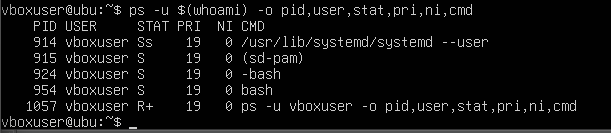 vboxuser@ubu:~$ ps -u $(whoami) -o pid,user,stat,pri,ni,cmd
    PID USER     STAT PRI  NI CMD
    914 vboxuser Ss    19   0 /usr/lib/systemd/systemd --user
    915 vboxuser S     19   0 (sd-pam)
    924 vboxuser S     19   0 -bash
    954 vboxuser S     19   0 bash
   1057 vboxuser R+    19   0 ps -u vboxuser -o pid,user,stat,pri,ni,cmd
vboxuser@ubu:~$ _